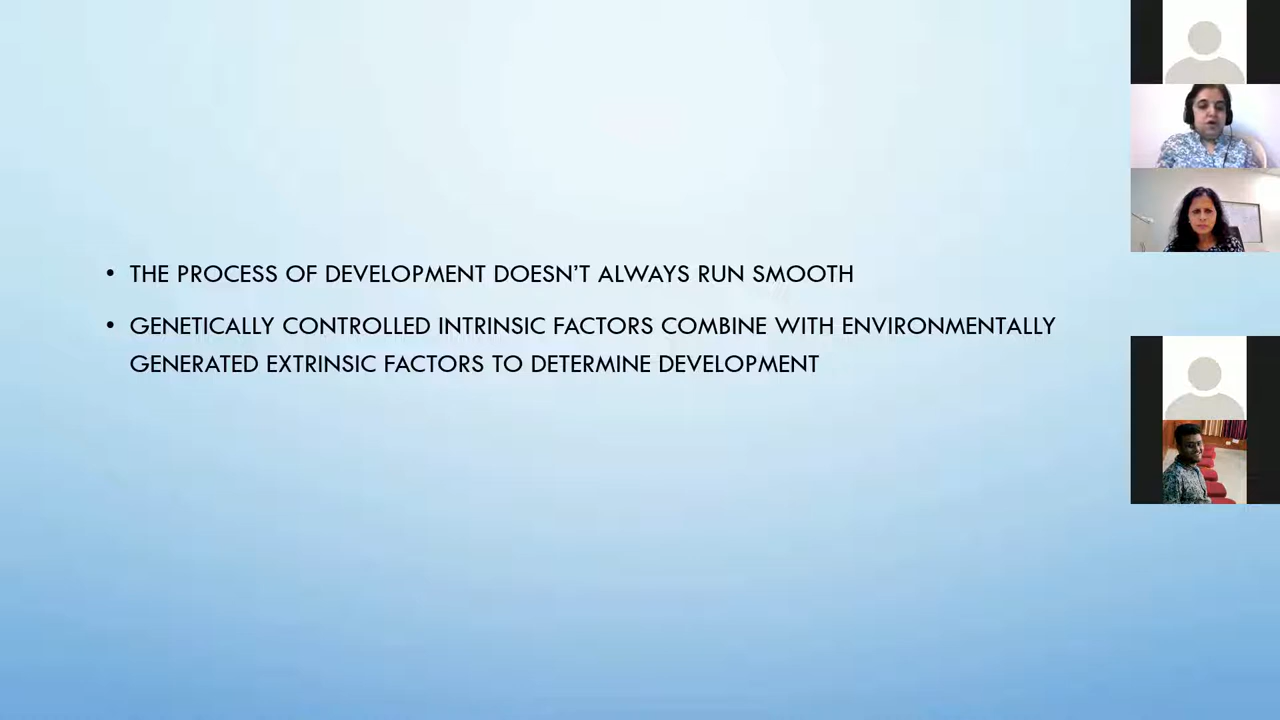 • THE PROCESS OF DEVELOPMENT DOESN’T ALWAYS RUN SMOOTH
• GENETICALLY CONTROLLED INTRINSIC FACTORS COMBINE WITH ENVIRONMENTALLY
GENERATED EXTRINSIC FACTORS TO DETERMINE DEVELOPMENT